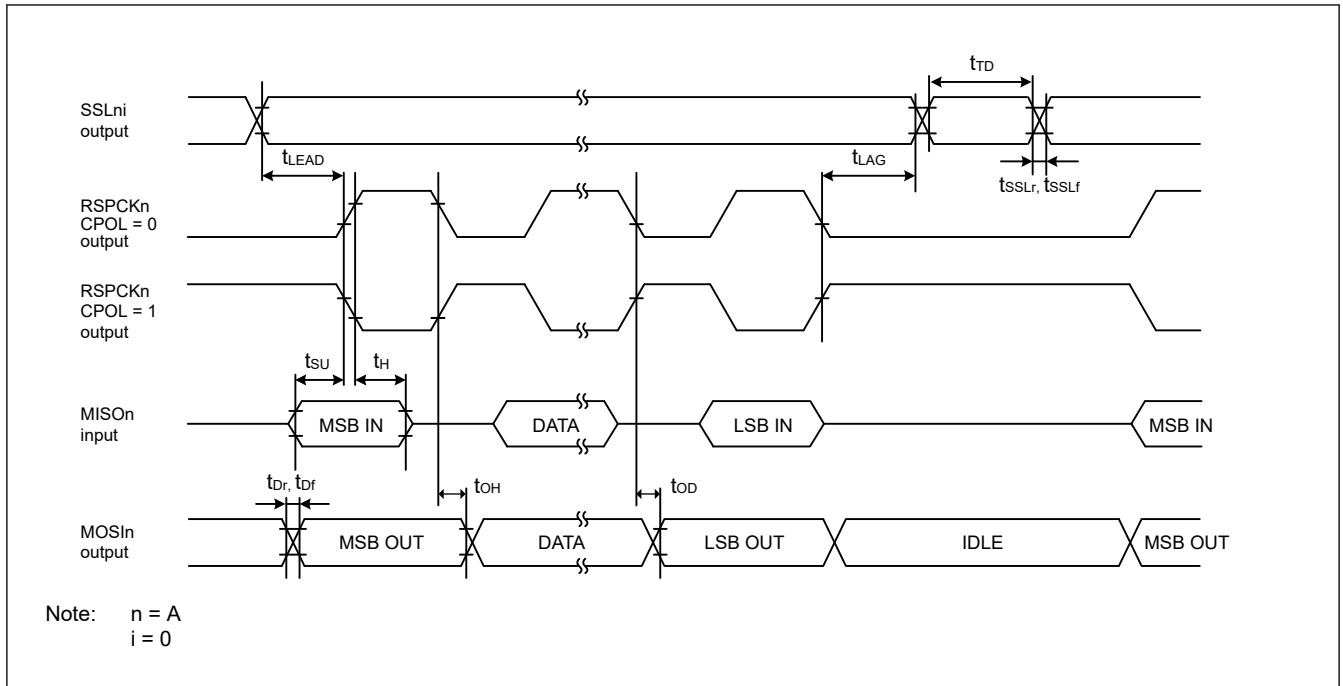 tTD
SSLni
output
tLEAD
tLAG
tSSLr, tSSLf
RSPCKn
CPOL = 0
output
RSPCKn
CPOL = 1
output
tSU
tH
MISOn
input
MSB IN
DATA
LSB IN
MSB IN
tDr, tDf
tOH
tOD
MOSIn
output
MSB OUT
DATA
LSB OUT
IDLE
MSB OUT
Note: n = A
i = 0